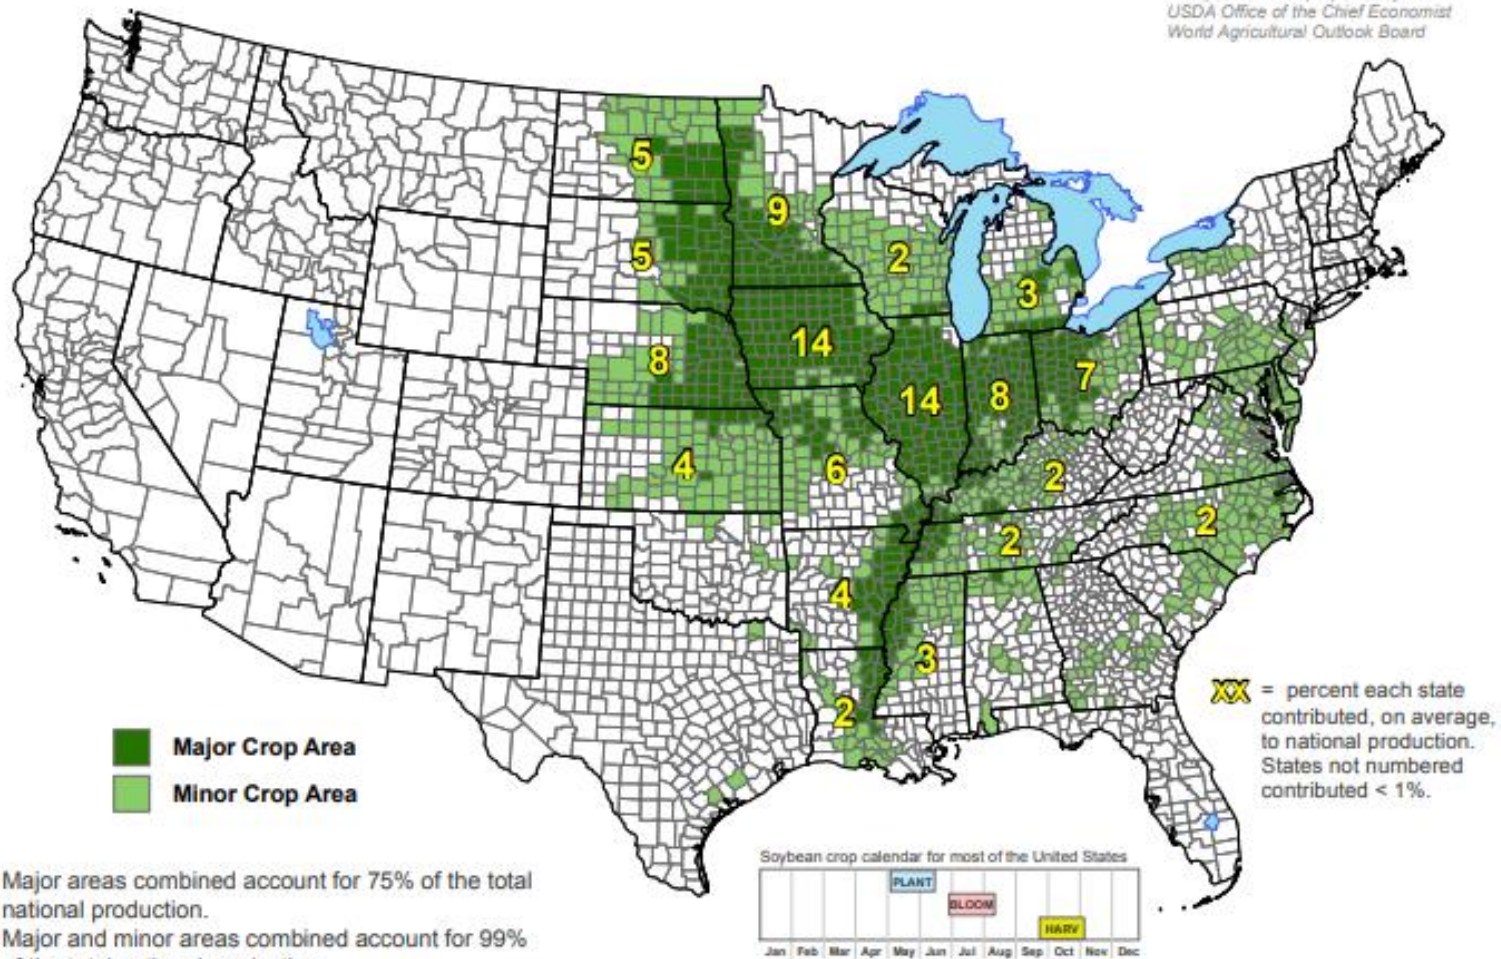 USDA Office of the Chief Economist
World Agricultural Outlook Board
5
9
5
2
3
14
8
7
14
8
4
6
2
2
2
4
3
2
XX = percent each state
contributed, on average,
to national production.
States not numbered
contributed < 1%.
Major Crop Area
Minor Crop Area
Major areas combined account for 75% of the total
national production.
Major and minor areas combined account for 99%
Soybean crop calendar for most of the United States
PLANT
BLOOM
HARV
Jan Feb Mar Apr May Jun Jul Aug Sep Oct Nov Dec